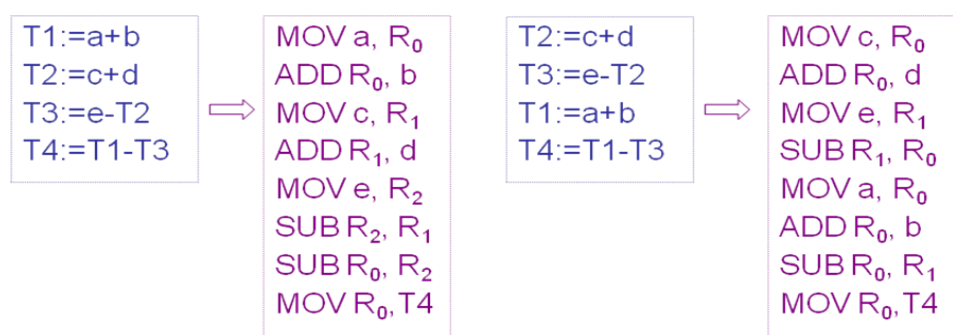 T1:=a+b
T2:=c+d
T3:=e-T2
T4:=T1-T3
MOV a, R₀
ADD R₀, b
MOV c, R₁
ADD R₁, d
MOV e, R₂
SUB R₂, R₁
SUB R₀, R₂
MOV R₀,T4
T2:=c+d
T3:=e-T2
T1:=a+b
T4:=T1-T3
MOV c, R₀
ADD R₀, d
MOV e, R₁
SUB R₁, R₀
MOV a, R₀
ADD R₀, b
SUB R₀, R₁
MOV R₀,T4